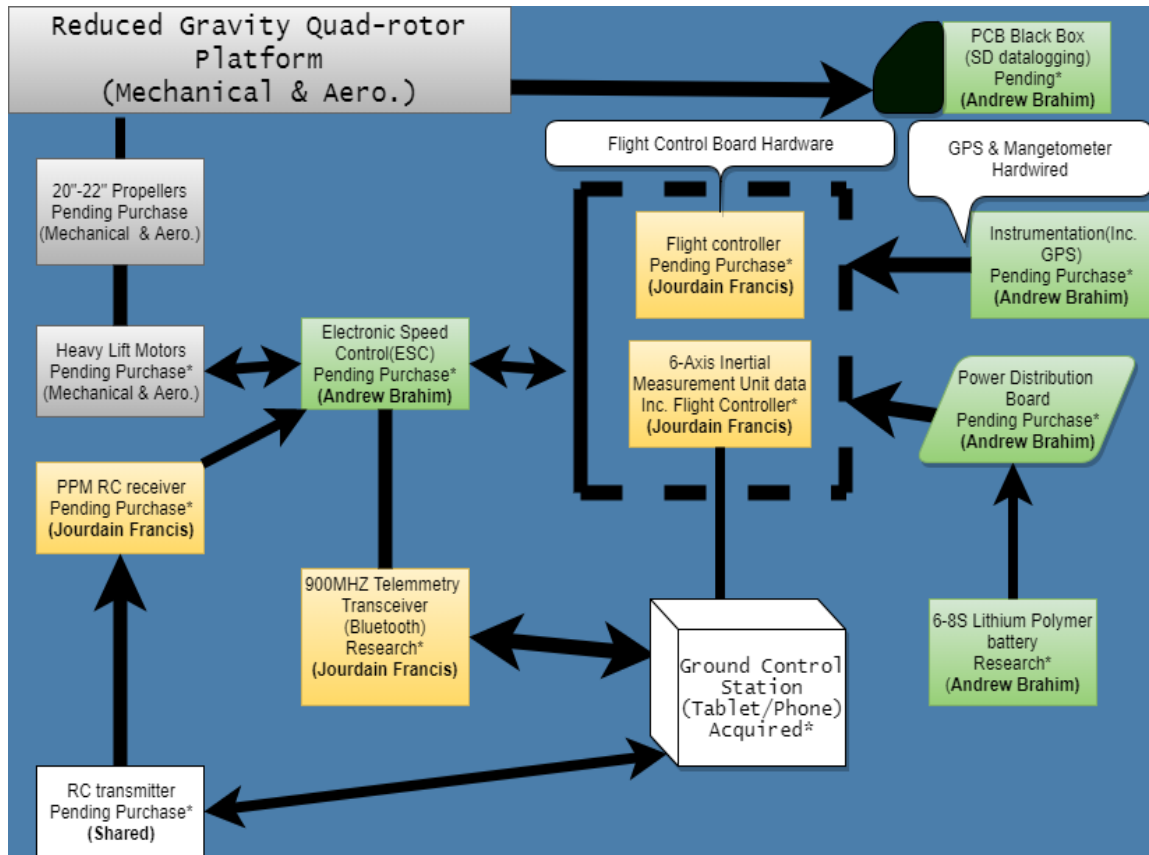 Reduced Gravity Quad-rotor
Platform
(Mechanical & Aero.)
PCB Black Box
(SD datalogging)
Pending*
(Andrew Brahim)
Flight Control Board Hardware
GPS & Mangetometer
Hardwired
20"-22" Propellers
Pending Purchase
(Mechanical & Aero.)
Flight controller
Pending Purchase*
(Jourdain Francis)
Instrumentation(Inc.
GPS)
Pending Purchase*
(Andrew Brahim)
Heavy Lift Motors
Pending Purchase*
(Mechanical & Aero.)
Electronic Speed
Control(ESC)
Pending Purchase*
(Andrew Brahim)
6-Axis Inertial
Measurement Unit data
Inc. Flight Controller*
(Jourdain Francis)
Power Distribution
Board
Pending Purchase*
(Andrew Brahim)
PPM RC receiver
Pending Purchase*
(Jourdain Francis)
900MHZ Telemmetry
Transceiver
(Bluetooth)
Research*
(Jourdain Francis)
Ground Control
Station
(Tablet/Phone)
Acquired*
6-8S Lithium Polymer
battery
Research*
(Andrew Brahim)
RC transmitter
Pending Purchase*
(Shared)